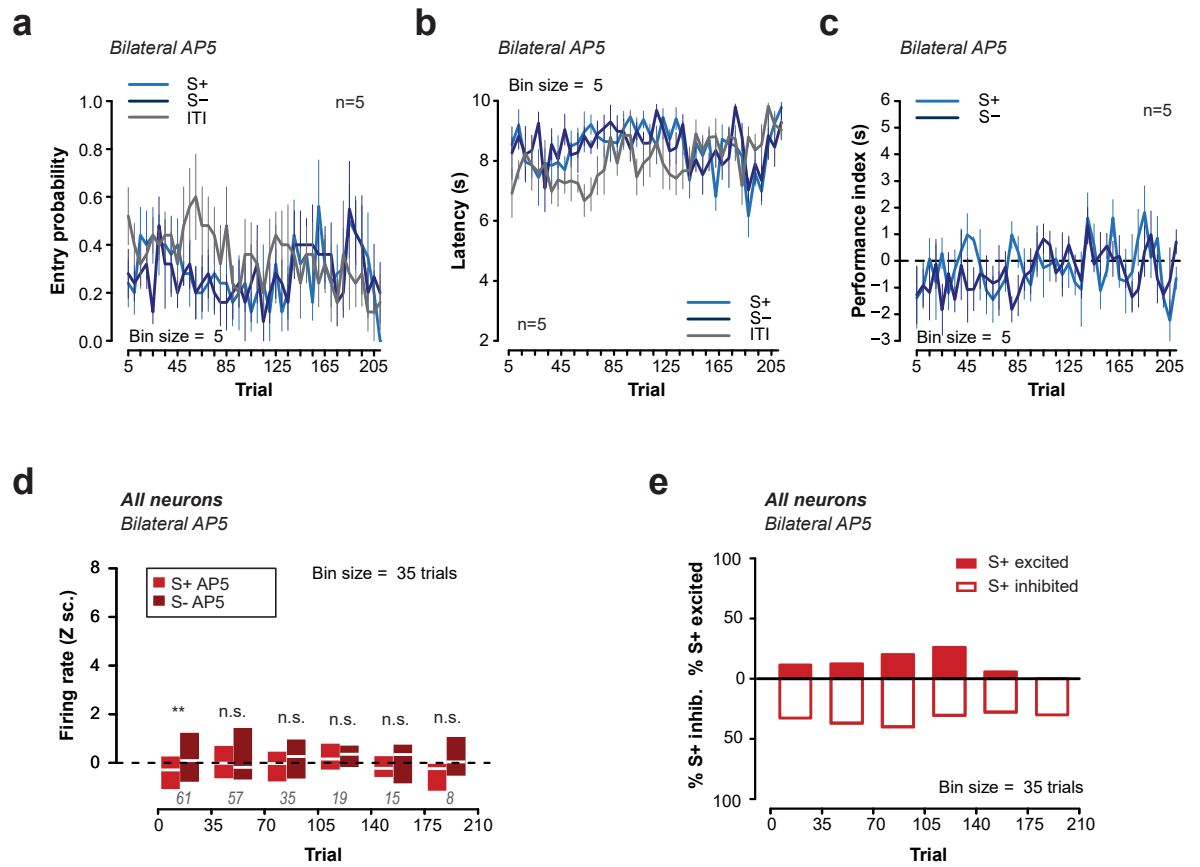 a
Bilateral AP5
S+
S−
ITI
n=5
1.0
0.8
0.6
0.4
0.2
0.0
Entry probability
Bin size = 5
5 45 85 125 165 205
Trial
b
Bilateral AP5
Bin size = 5
10
8
6
4
2
Latency (s)
n=5
S+
S−
ITI
5 45 85 125 165 205
Trial
c
Bilateral AP5
S+
S−
n=5
6
5
4
3
2
1
0
−1
−2
−3
Performance index (s)
Bin size = 5
5 45 85 125 165 205
Trial
d
All neurons
Bilateral AP5
Bin size = 35 trials
S+ AP5
S- AP5
8
6
4
2
0
Firing rate (Z sc.)
** n.s. n.s. n.s. n.s. n.s.
61 57 35 19 15 8
0 35 70 105 140 175 210
Trial
e
All neurons
Bilateral AP5
S+ excited
S+ inhibited
100
50
0
50
100
% S+ inhib. % S+ excited
Bin size = 35 trials
0 35 70 105 140 175 210
Trial